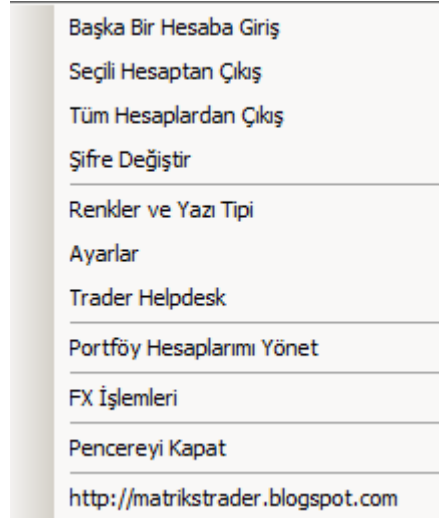 Başka Bir Hesaba Giriş
Seçili Hesaptan Çıkış
Tüm Hesaplardan Çıkış
Şifre Değiştir
Renkler ve Yazı Tipi
Ayarlar
Trader Helpdesk
Portföy Hesaplarımı Yönet
FX İşlemleri
Pencereyi Kapat
http://matrikstrader.blogspot.com